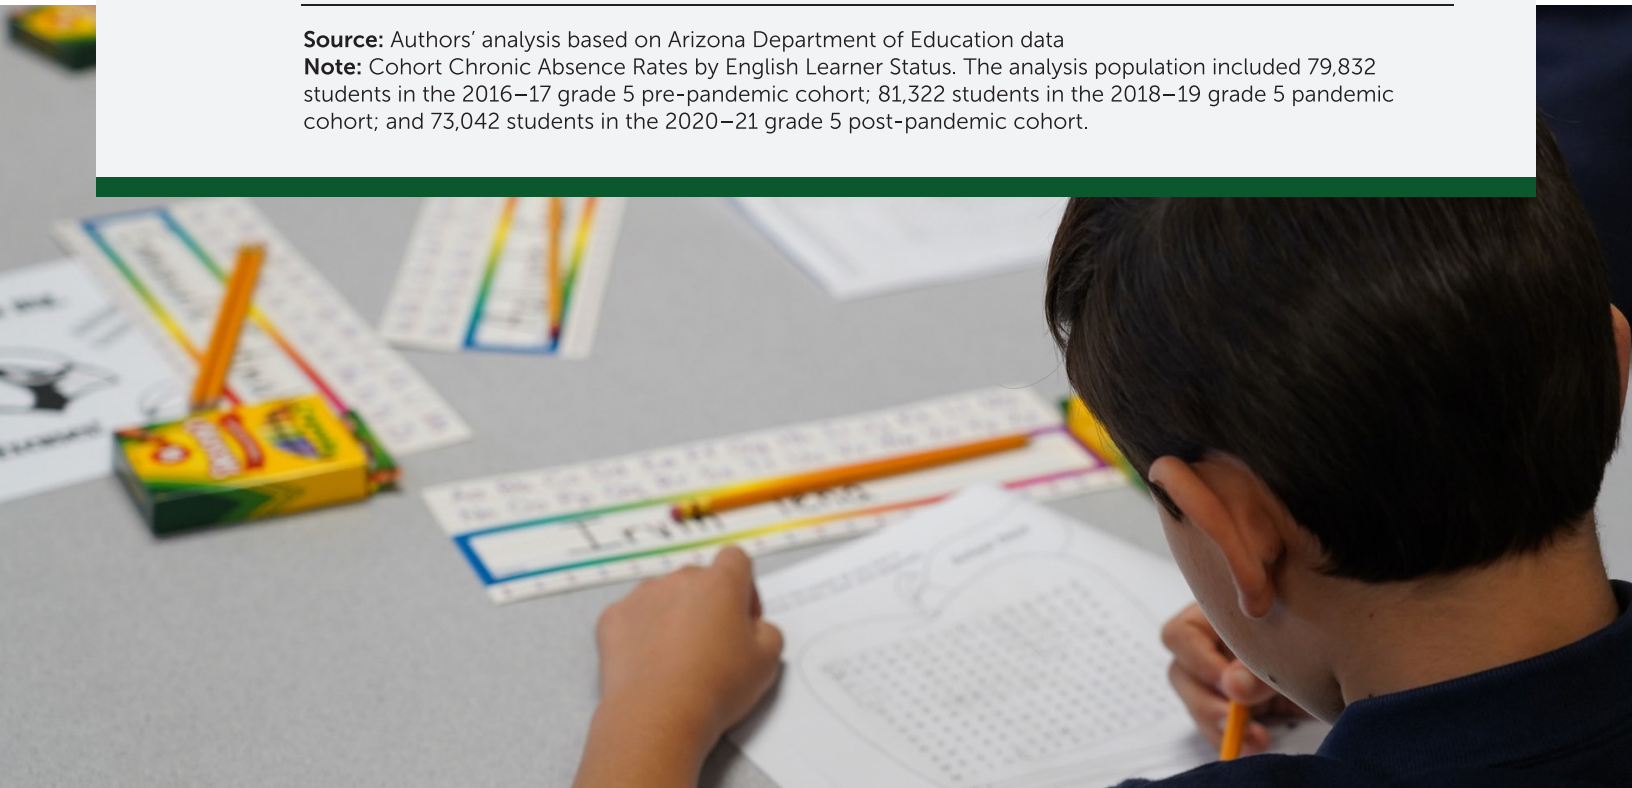 Source: Authors’ analysis based on Arizona Department of Education data
Note: Cohort Chronic Absence Rates by English Learner Status. The analysis population included 79,832
students in the 2016–17 grade 5 pre-pandemic cohort; 81,322 students in the 2018–19 grade 5 pandemic
cohort; and 73,042 students in the 2020–21 grade 5 post-pandemic cohort.